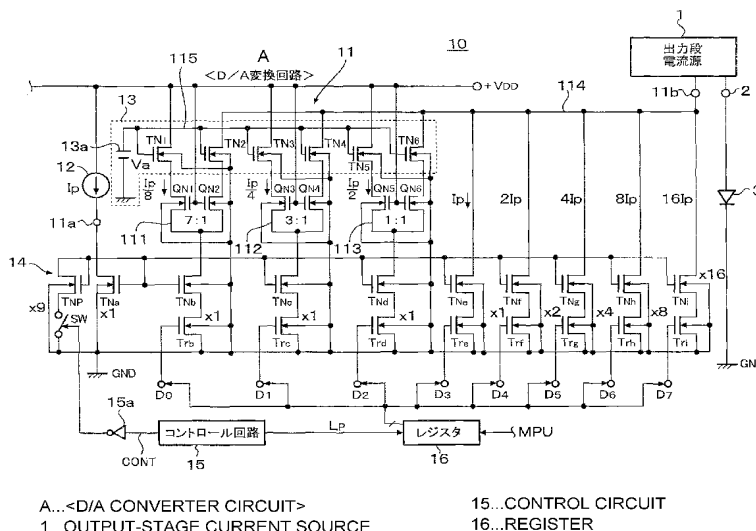 10
1
出力段
電流源
115
A
<D/A変換回路>
11
+VDD
11b
2
114
13
13a
Va
TN1
TN2
TN3
TN4
TN5
TN6
12
Ip
Ip/8
QN1
QN2
Ip/4
QN3
QN4
Ip/2
QN5
QN6
Ip
2Ip
4Ip
8Ip
16Ip
3
11a
111
7:1
112
3:1
113
1:1
14
x9
TNP
TNa
x1
TNb
TNc
TNd
TNe
TNf
TNg
TNh
TNi
x16
SW
x1
x1
x1
x1
x2
x4
x8
Trb
Trc
Trd
Tre
Trf
Trg
Trh
Tri
GND
D0
D1
D2
D3
D4
D5
D6
D7
15a
CONT
コントロール回路
15
LP
レジスタ
16
MPU
A...<D/A CONVERTER CIRCUIT>
1...OUTPUT-STAGE CURRENT SOURCE
15...CONTROL CIRCUIT
16...REGISTER